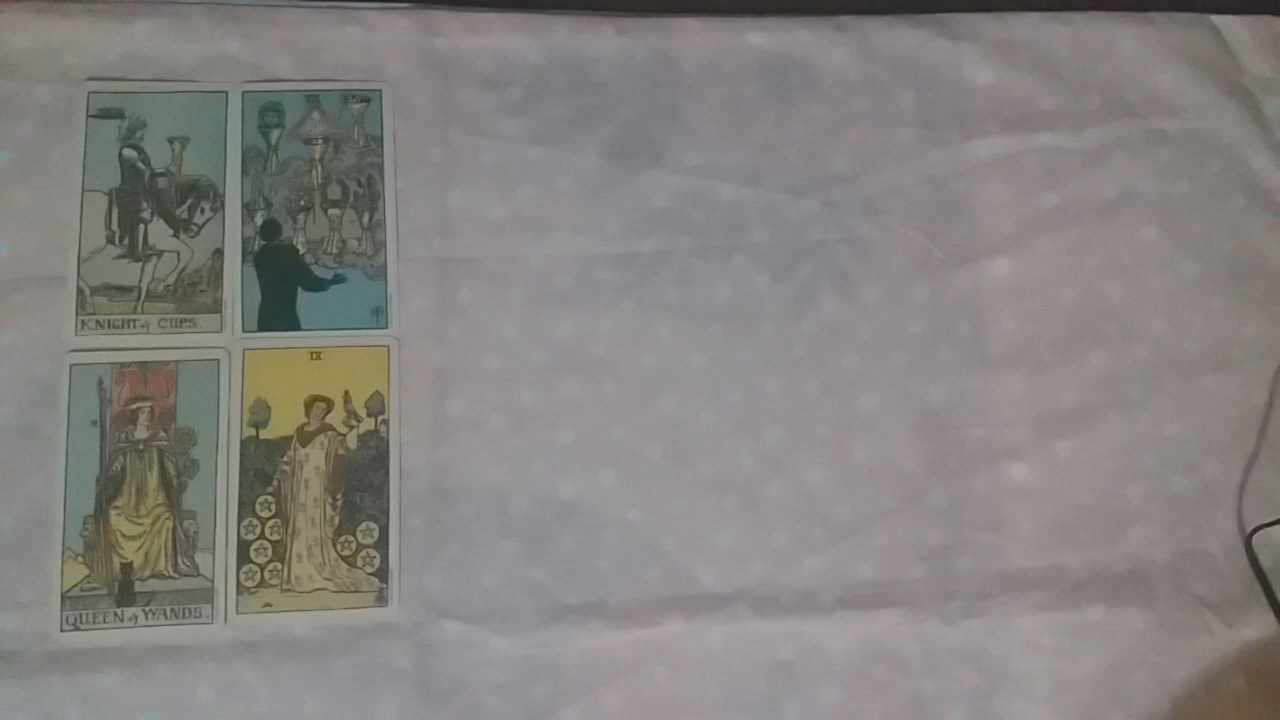 KNIGHT of CUPS.
IX
QUEEN of WANDS.